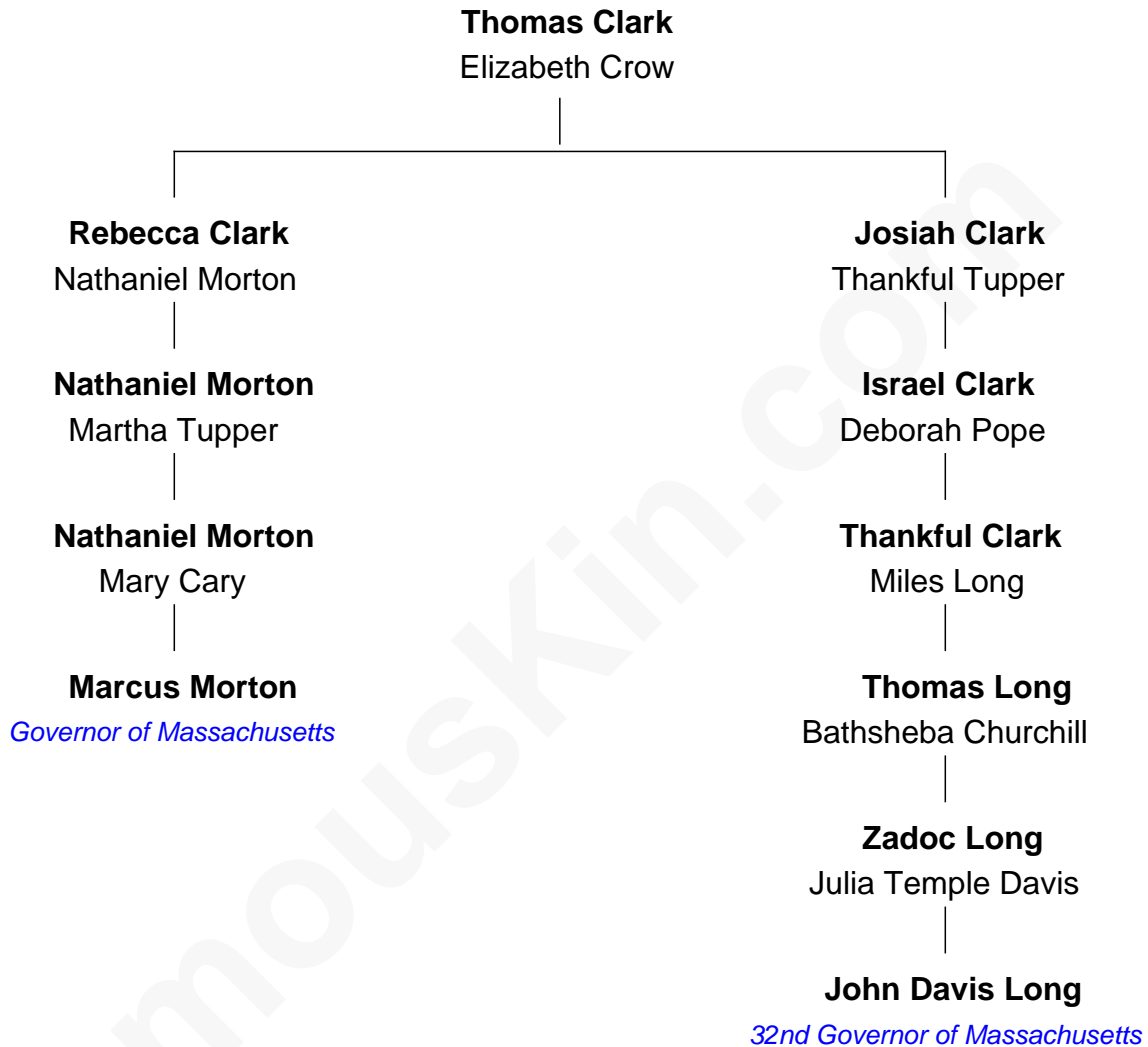 Thomas Clark
Elizabeth Crow
Rebecca Clark
Nathaniel Morton
Josiah Clark
Thankful Tupper
Nathaniel Morton
Martha Tupper
Israel Clark
Deborah Pope
Nathaniel Morton
Mary Cary
Thankful Clark
Miles Long
Marcus Morton
Governor of Massachusetts
Thomas Long
Bathsheba Churchill
Zadoc Long
Julia Temple Davis
John Davis Long
32nd Governor of Massachusetts
mousKin.com